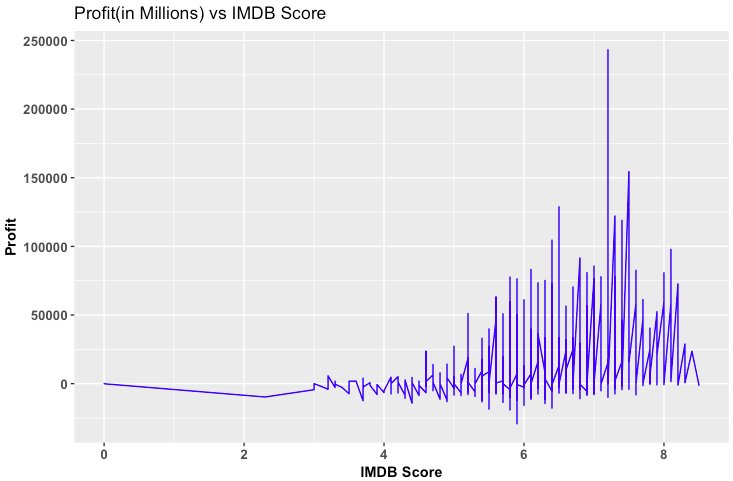 Profit(in Millions) vs IMDB Score
250000
200000
150000
100000
50000
0
Profit
0 2 4 6 8
IMDB Score